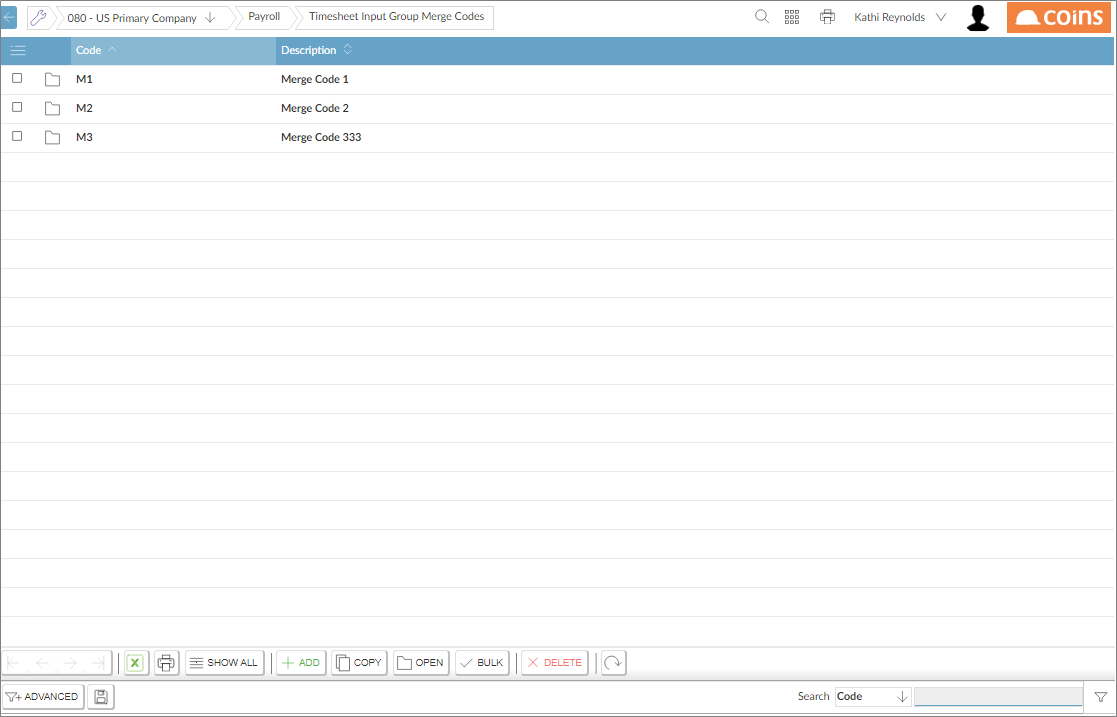 080 - US Primary Company Payroll Timesheet Input Group Merge Codes Kathi Reynolds coins
Code Description
M1 Merge Code 1
M2 Merge Code 2
M3 Merge Code 333
X SHOW ALL + ADD COPY OPEN BULK DELETE
+ ADVANCED Search Code